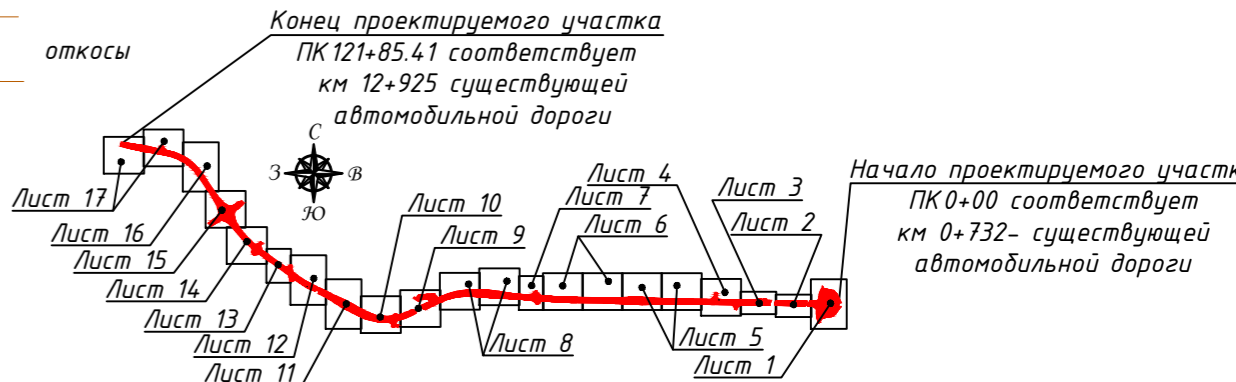 откосы
Конец проектируемого участка
ПК 121+85.41 соответствует
км 12+925 существующей
автомобильной дороги
С
З
В
Ю
Начало проектируемого участк
ПК 0+00 соответствует
км 0+732- существующей
автомобильной дороги
Лист 17
Лист 16
Лист 15
Лист 14
Лист 13
Лист 12
Лист 11
Лист 10
Лист 9
Лист 8
Лист 7
Лист 6
Лист 5
Лист 4
Лист 3
Лист 2
Лист 1